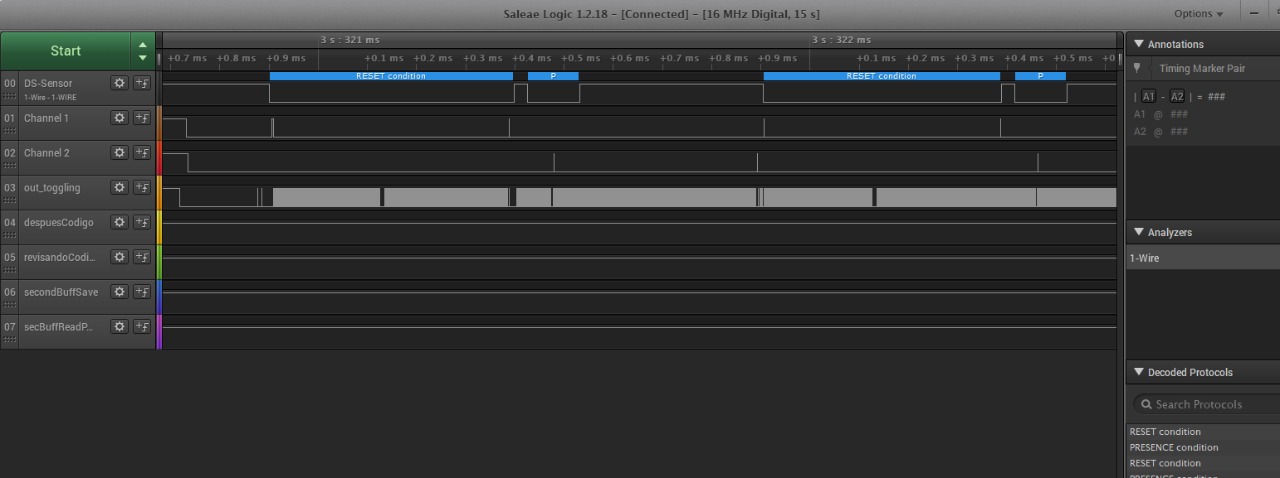 Saleae Logic 1.2.18 - [Connected] - [16 MHz Digital, 15 s]
Options
Start
3 s : 321 ms
3 s : 322 ms
+0.7 ms +0.8 ms +0.9 ms +0.1 ms +0.2 ms +0.3 ms +0.4 ms +0.5 ms +0.6 ms +0.7 ms +0.8 ms +0.9 ms +0.1 ms +0.2 ms +0.3 ms +0.4 ms +0.5 ms +0
00 DS-Sensor
1-Wire - 1-WIRE
RESET condition P RESET condition P
01 Channel 1
02 Channel 2
03 out_toggling
04 despuesCodigo
05 revisandoCodi...
06 secondBuffSave
07 secBuffReadP...
Annotations
Timing Marker Pair
| A1 - A2 | = ###
A1 @ ###
A2 @ ###
Analyzers
1-Wire
Decoded Protocols
Search Protocols
RESET condition
PRESENCE condition
RESET condition
PRESENCE condition